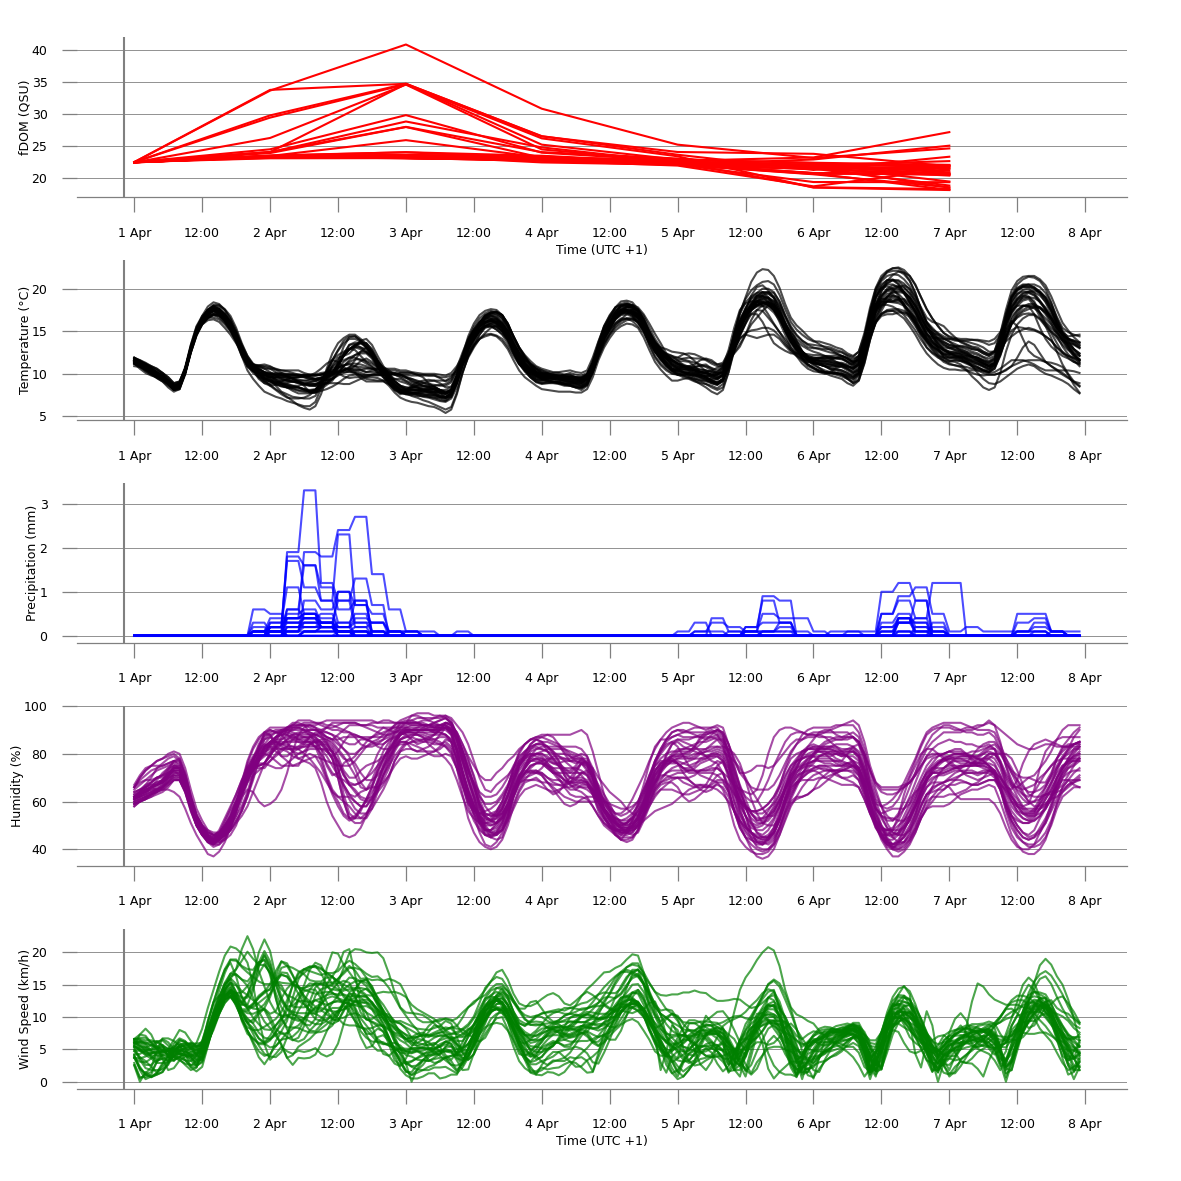 fDOM (QSU)
40
35
30
25
20
1 Apr 12:00 2 Apr 12:00 3 Apr 12:00 4 Apr 12:00 5 Apr 12:00 6 Apr 12:00 7 Apr 12:00 8 Apr
Time (UTC +1)
Temperature (°C)
20
15
10
5
1 Apr 12:00 2 Apr 12:00 3 Apr 12:00 4 Apr 12:00 5 Apr 12:00 6 Apr 12:00 7 Apr 12:00 8 Apr
Precipitation (mm)
3
2
1
0
1 Apr 12:00 2 Apr 12:00 3 Apr 12:00 4 Apr 12:00 5 Apr 12:00 6 Apr 12:00 7 Apr 12:00 8 Apr
Humidity (%)
100
80
60
40
1 Apr 12:00 2 Apr 12:00 3 Apr 12:00 4 Apr 12:00 5 Apr 12:00 6 Apr 12:00 7 Apr 12:00 8 Apr
Wind Speed (km/h)
20
15
10
5
0
1 Apr 12:00 2 Apr 12:00 3 Apr 12:00 4 Apr 12:00 5 Apr 12:00 6 Apr 12:00 7 Apr 12:00 8 Apr
Time (UTC +1)